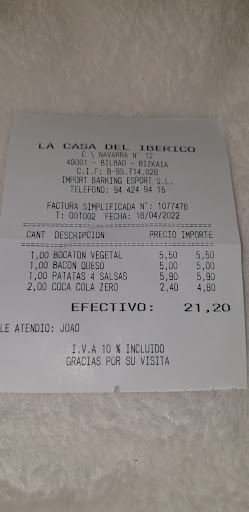 LA CASA DEL IBERICO
C \ NAVARRA N° 12
48001 - BILBAO - BIZKAIA
C.I.F: B-95.714.028
IMPORT BARKING ESPORT S.L.
TELEFONO: 94 424 94 15
FACTURA SIMPLIFICADA N°: 1077476
T: 001002 FECHA: 16/04/2022
CANT DESCRIPCION PRECIO IMPORTE
1,00 BOCATON VEGETAL 5,50 5,50
1,00 BACON QUESO 5,00 5,00
1,00 PATATAS 4 SALSAS 5,90 5,90
2,00 COCA COLA ZERO 2,40 4,80
EFECTIVO: 21,20
LE ATENDIO: JOAO
I.V.A 10 % INCLUIDO
GRACIAS POR SU VISITA